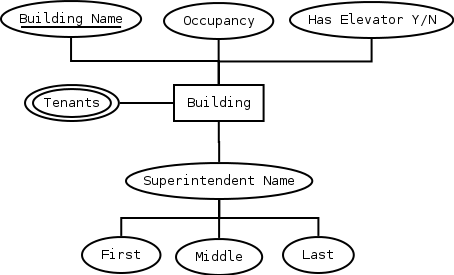 Building Name
Occupancy
Has Elevator Y/N
Tenants
Building
Superintendent Name
First
Middle
Last